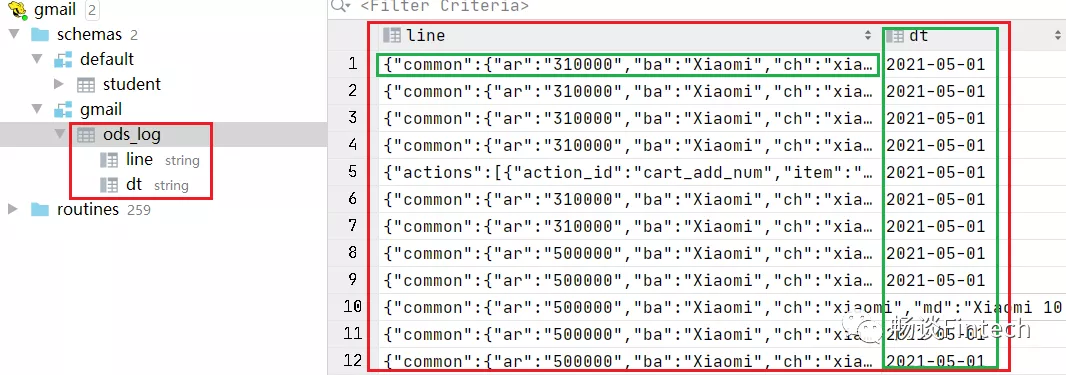 gmail 2
schemas 2
default
student
gmail
ods_log
line string
dt string
routines 259
<Filter Criteria>
line dt
1 {"common":{"ar":"310000","ba":"Xiaomi","ch":"xia… 2021-05-01
2 {"common":{"ar":"310000","ba":"Xiaomi","ch":"xia… 2021-05-01
3 {"common":{"ar":"310000","ba":"Xiaomi","ch":"xia… 2021-05-01
4 {"common":{"ar":"310000","ba":"Xiaomi","ch":"xia… 2021-05-01
5 {"actions":[{"action_id":"cart_add_num","item":"… 2021-05-01
6 {"common":{"ar":"310000","ba":"Xiaomi","ch":"xia… 2021-05-01
7 {"common":{"ar":"310000","ba":"Xiaomi","ch":"xia… 2021-05-01
8 {"common":{"ar":"500000","ba":"Xiaomi","ch":"xia… 2021-05-01
9 {"common":{"ar":"500000","ba":"Xiaomi","ch":"xia… 2021-05-01
10 {"common":{"ar":"500000","ba":"Xiaomi","ch":"xiaomi","md":"Xiaomi 10
11 {"common":{"ar":"500000","ba":"Xiaomi","ch":"xia… 2021-05-01
12 {"common":{"ar":"500000","ba":"Xiaomi","ch":"xia… 2021-05-01
畅谈Fintech